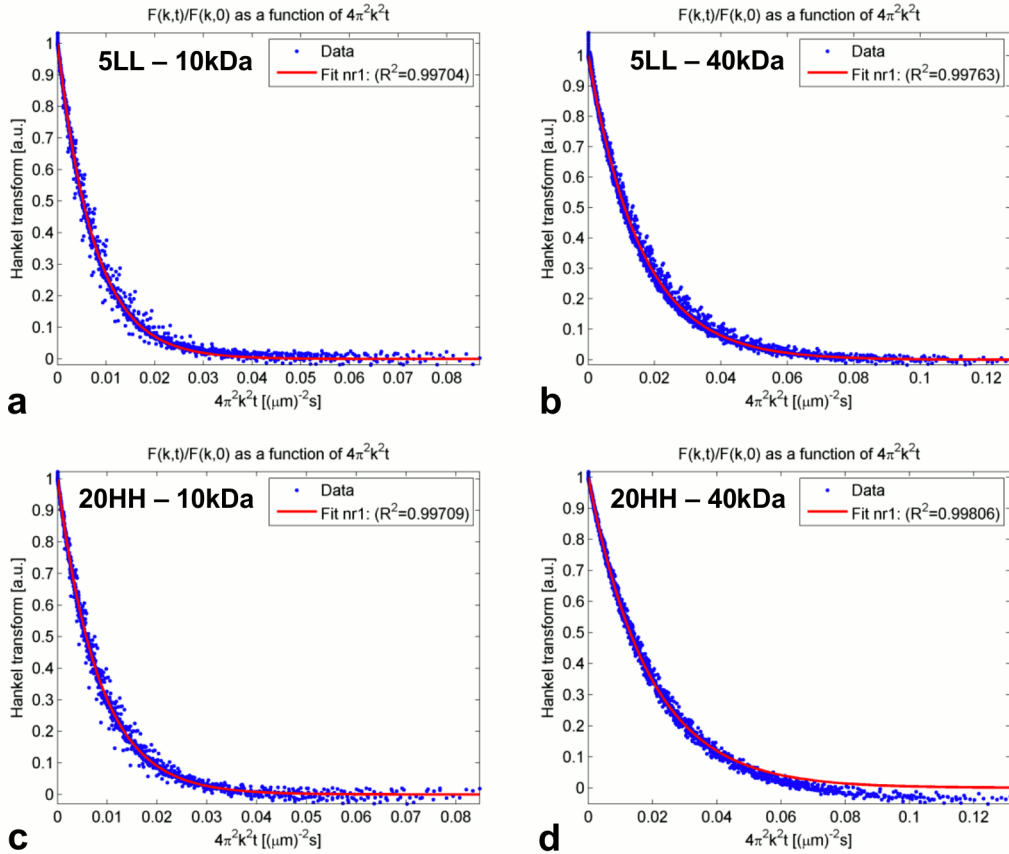 F(k,t)/F(k,0) as a function of 4π²k²t
5LL – 10kDa
Data
Fit nr1: (R²=0.99704)
1
0.9
0.8
0.7
0.6
0.5
0.4
0.3
0.2
0.1
0
Hankel transform [a.u.]
0 0.01 0.02 0.03 0.04 0.05 0.06 0.07 0.08
4π²k²t [(μm)⁻²s]
a
F(k,t)/F(k,0) as a function of 4π²k²t
5LL – 40kDa
Data
Fit nr1: (R²=0.99763)
1
0.9
0.8
0.7
0.6
0.5
0.4
0.3
0.2
0.1
0
Hankel transform [a.u.]
0 0.02 0.04 0.06 0.08 0.1 0.12
4π²k²t [(μm)⁻²s]
b
F(k,t)/F(k,0) as a function of 4π²k²t
20HH – 10kDa
Data
Fit nr1: (R²=0.99709)
1
0.9
0.8
0.7
0.6
0.5
0.4
0.3
0.2
0.1
0
Hankel transform [a.u.]
0 0.01 0.02 0.03 0.04 0.05 0.06 0.07 0.08
4π²k²t [(μm)⁻²s]
c
F(k,t)/F(k,0) as a function of 4π²k²t
20HH – 40kDa
Data
Fit nr1: (R²=0.99806)
1
0.9
0.8
0.7
0.6
0.5
0.4
0.3
0.2
0.1
0
Hankel transform [a.u.]
0 0.02 0.04 0.06 0.08 0.1 0.12
4π²k²t [(μm)⁻²s]
d